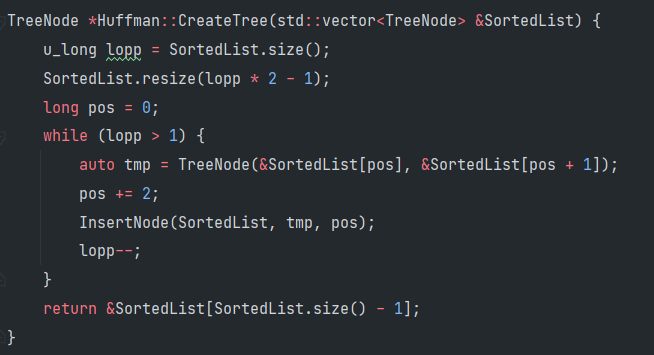 TreeNode *Huffman::CreateTree(std::vector<TreeNode> &SortedList) {
    u_long lopp = SortedList.size();
    SortedList.resize(lopp * 2 - 1);
    long pos = 0;
    while (lopp > 1) {
        auto tmp = TreeNode(&SortedList[pos], &SortedList[pos + 1]);
        pos += 2;
        InsertNode(SortedList, tmp, pos);
        lopp--;
    }
    return &SortedList[SortedList.size() - 1];
}